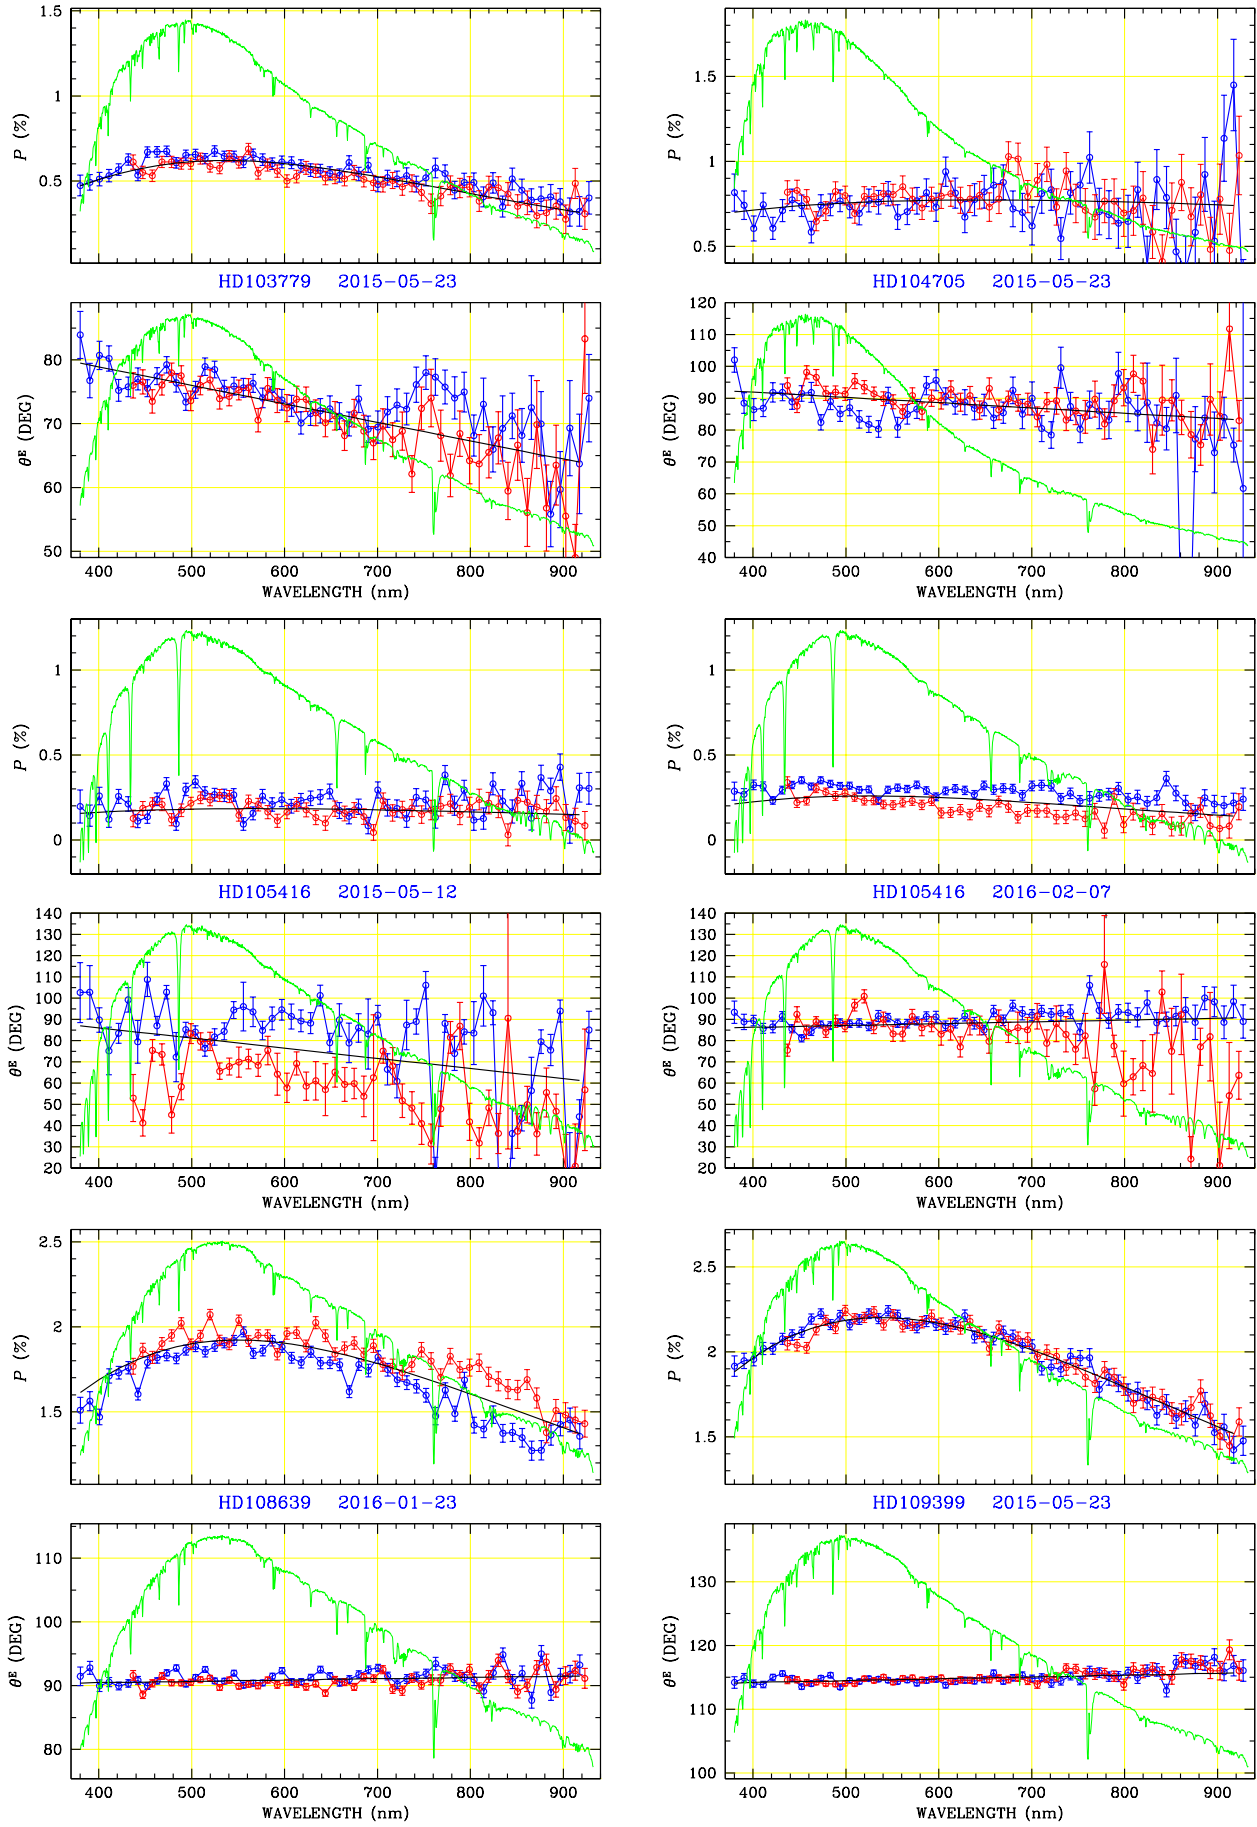 1.5
1
0.5
P (%)
1.5
1
0.5
P (%)
HD103779 2015-05-23
HD104705 2015-05-23
80
70
60
50
θᴱ (DEG)
400 500 600 700 800 900
WAVELENGTH (nm)
120
110
100
90
80
70
60
50
40
θᴱ (DEG)
400 500 600 700 800 900
WAVELENGTH (nm)
1
0.5
0
P (%)
1
0.5
0
P (%)
HD105416 2015-05-12
HD105416 2016-02-07
140
130
120
110
100
90
80
70
60
50
40
30
20
θᴱ (DEG)
400 500 600 700 800 900
WAVELENGTH (nm)
140
130
120
110
100
90
80
70
60
50
40
30
20
θᴱ (DEG)
400 500 600 700 800 900
WAVELENGTH (nm)
2.5
2
1.5
P (%)
2.5
2
1.5
P (%)
HD108639 2016-01-23
HD109399 2015-05-23
110
100
90
80
θᴱ (DEG)
400 500 600 700 800 900
WAVELENGTH (nm)
130
120
110
100
θᴱ (DEG)
400 500 600 700 800 900
WAVELENGTH (nm)